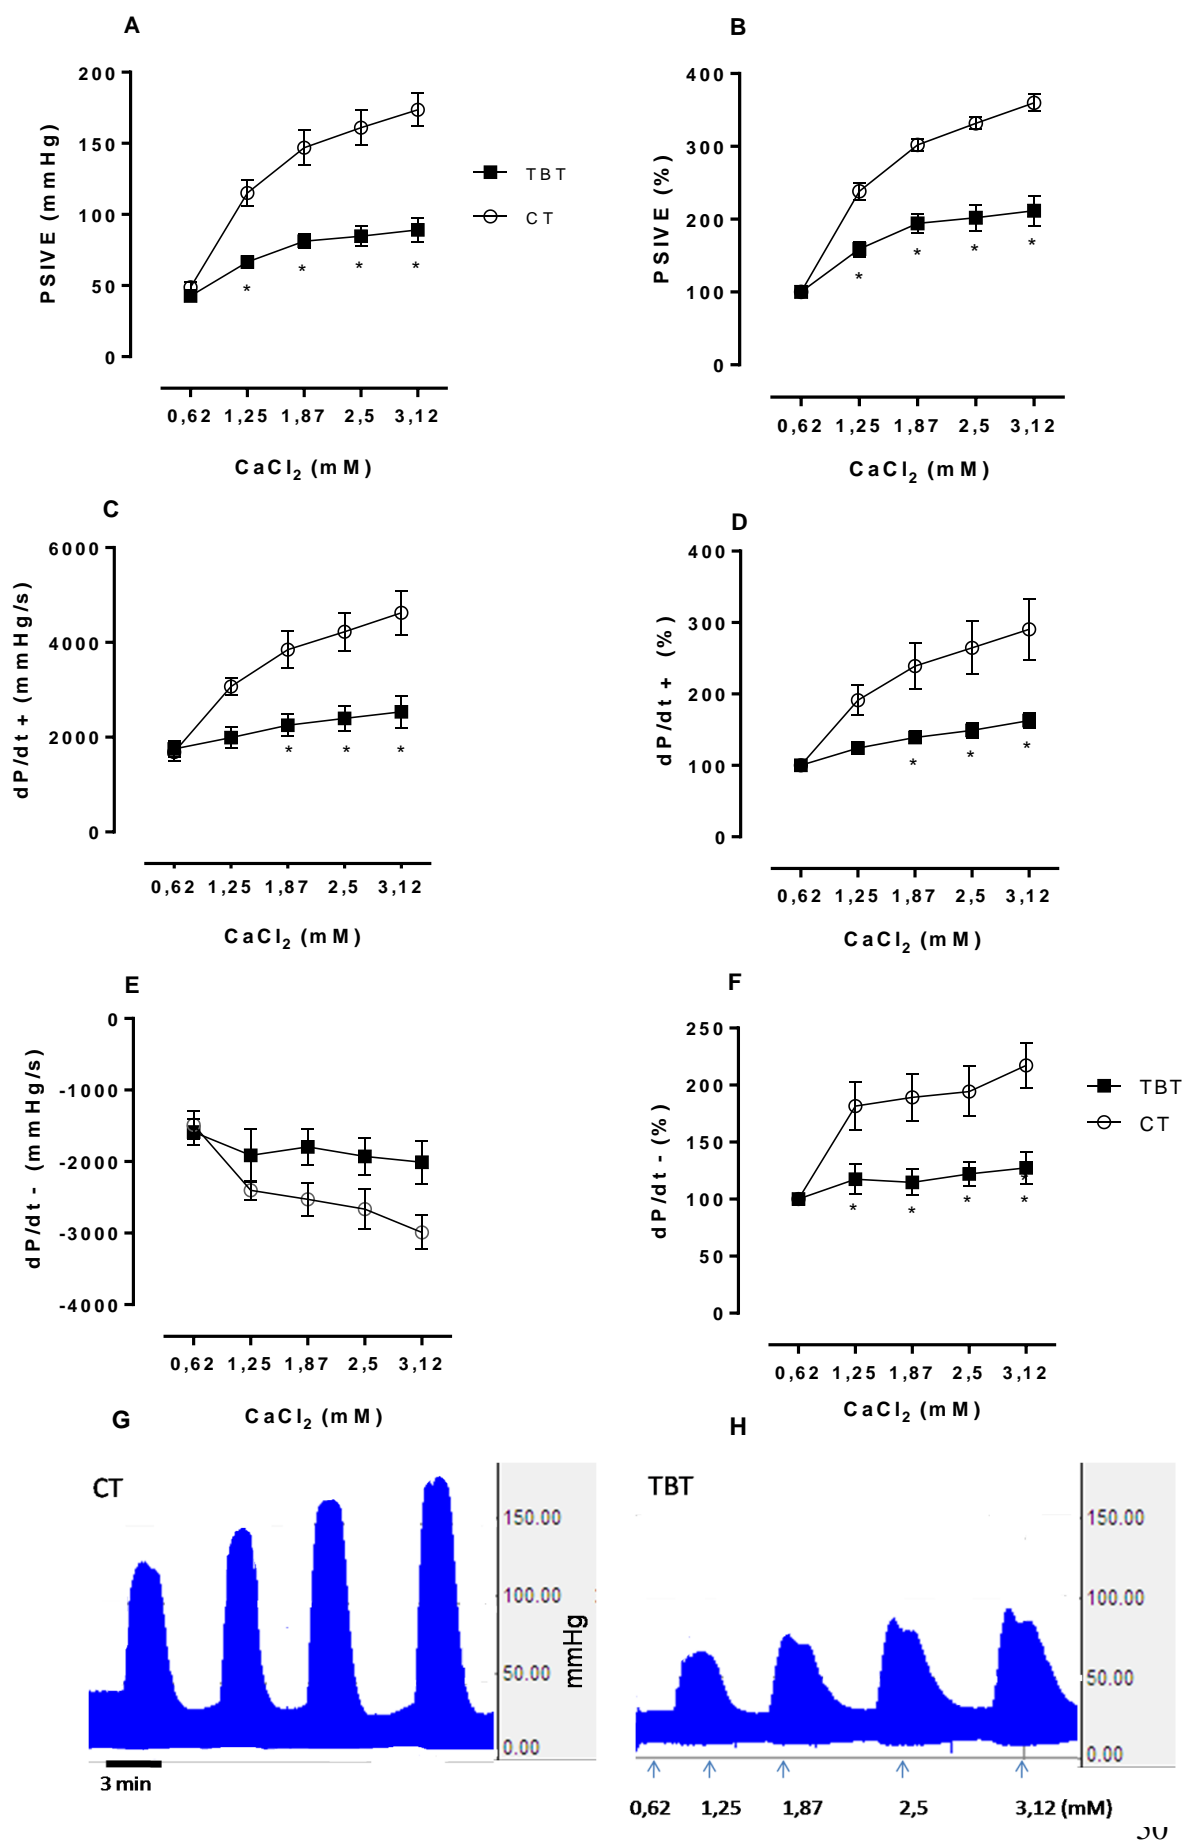 A
B
200
150
100
50
0
PSIVE (mmHg)
TBT
CT
0,62 1,25 1,87 2,5 3,12
CaCl2 (mM)
400
300
200
100
0
PSIVE (%)
* * * *
* * * *
0,62 1,25 1,87 2,5 3,12
CaCl2 (mM)
C
D
6000
4000
2000
0
dP/dt + (mmHg/s)
* * *
0,62 1,25 1,87 2,5 3,12
CaCl2 (mM)
400
300
200
100
0
dP/dt + (%)
* * *
0,62 1,25 1,87 2,5 3,12
CaCl2 (mM)
E
F
0
-1000
-2000
-3000
-4000
dP/dt - (mmHg/s)
0,62 1,25 1,87 2,5 3,12
CaCl2 (mM)
250
200
150
100
50
0
dP/dt - (%)
TBT
CT
* * * *
*
0,62 1,25 1,87 2,5 3,12
CaCl2 (mM)
G
H
CT
150.00
100.00
50.00
0.00
mmHg
3 min
TBT
150.00
100.00
50.00
0.00
0,62 1,25 1,87 2,5 3,12 (mM)